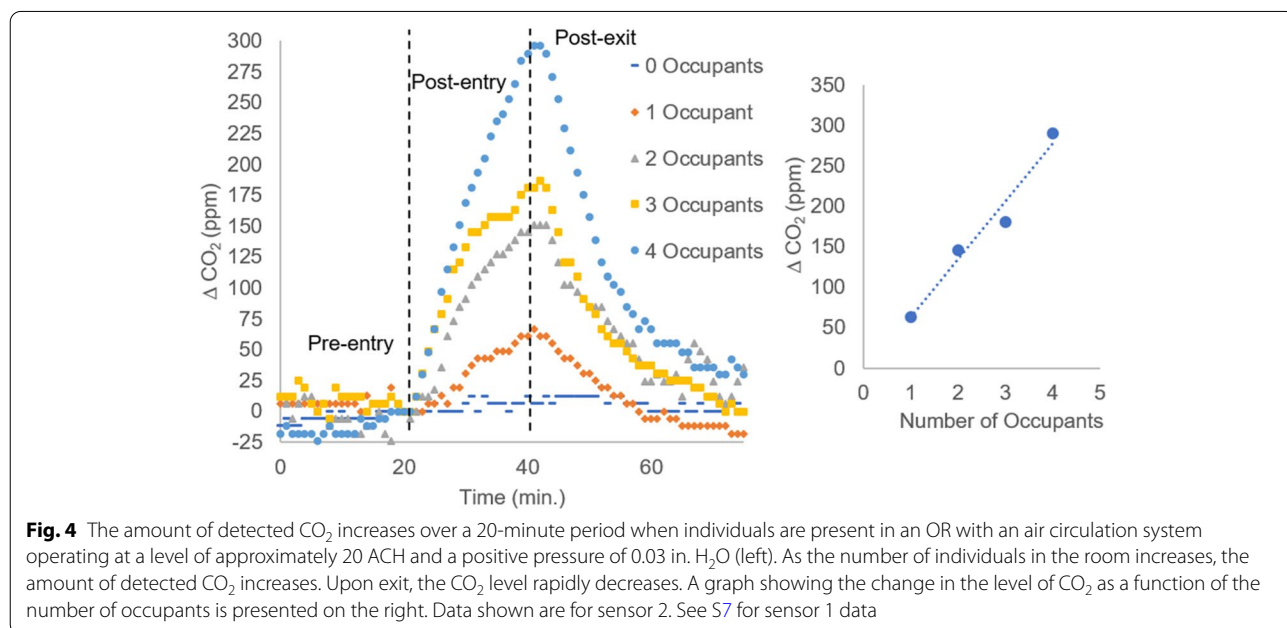 300
275
250
225
200
175
150
125
100
75
50
25
0
-25
Δ CO₂ (ppm)
Pre-entry
Post-entry
Post-exit
0 Occupants
1 Occupant
2 Occupants
3 Occupants
4 Occupants
0 20 40 60
Time (min.)
350
300
250
200
150
100
50
0
Δ CO₂ (ppm)
0 1 2 3 4 5
Number of Occupants
Fig. 4 The amount of detected CO₂ increases over a 20-minute period when individuals are present in an OR with an air circulation system
operating at a level of approximately 20 ACH and a positive pressure of 0.03 in. H₂O (left). As the number of individuals in the room increases, the
amount of detected CO₂ increases. Upon exit, the CO₂ level rapidly decreases. A graph showing the change in the level of CO₂ as a function of the
number of occupants is presented on the right. Data shown are for sensor 2. See S7 for sensor 1 data